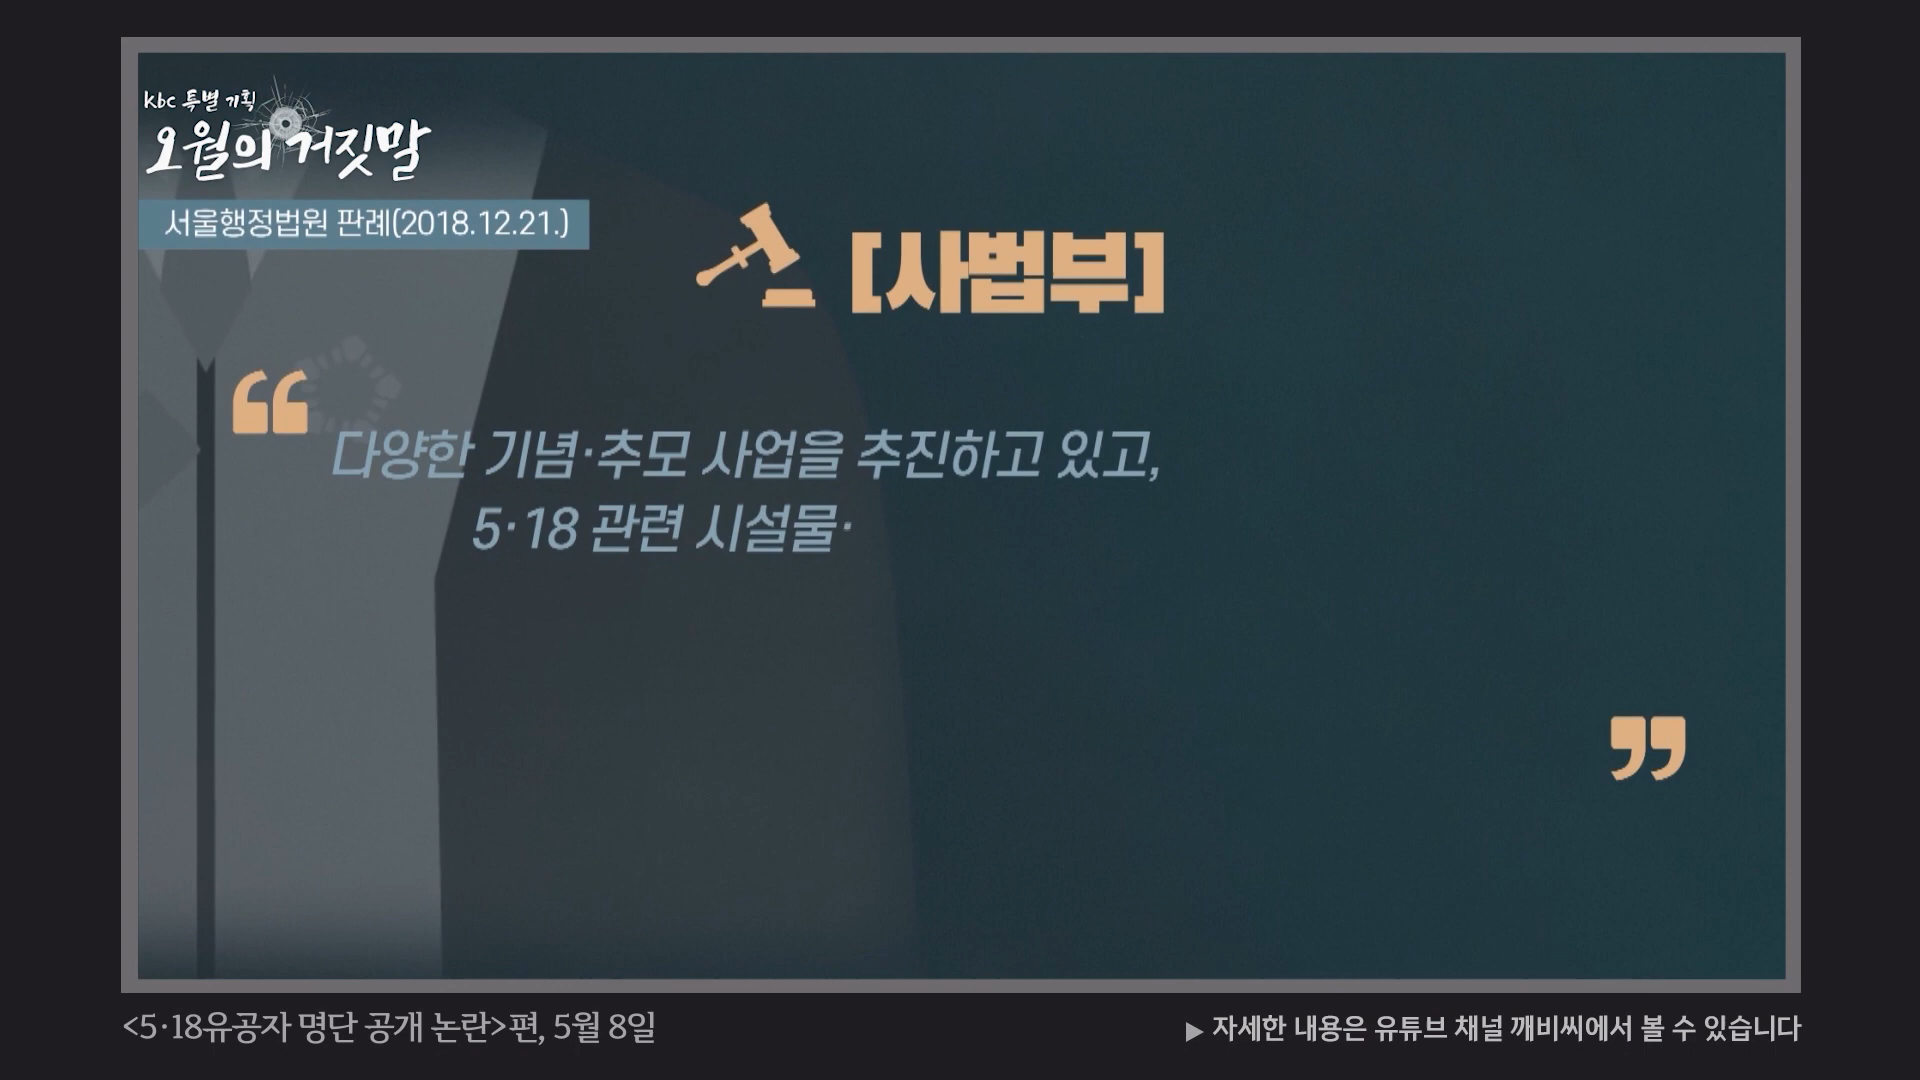 kbc 특별 기획
오월의 거짓말
서울행정법원 판례(2018.12.21.)
[사법부]
“
다양한 기념·추모 사업을 추진하고 있고,
5·18 관련 시설물·
”
<5·18유공자 명단 공개 논란>편, 5월 8일
▶ 자세한 내용은 유튜브 채널 깨비씨에서 볼 수 있습니다